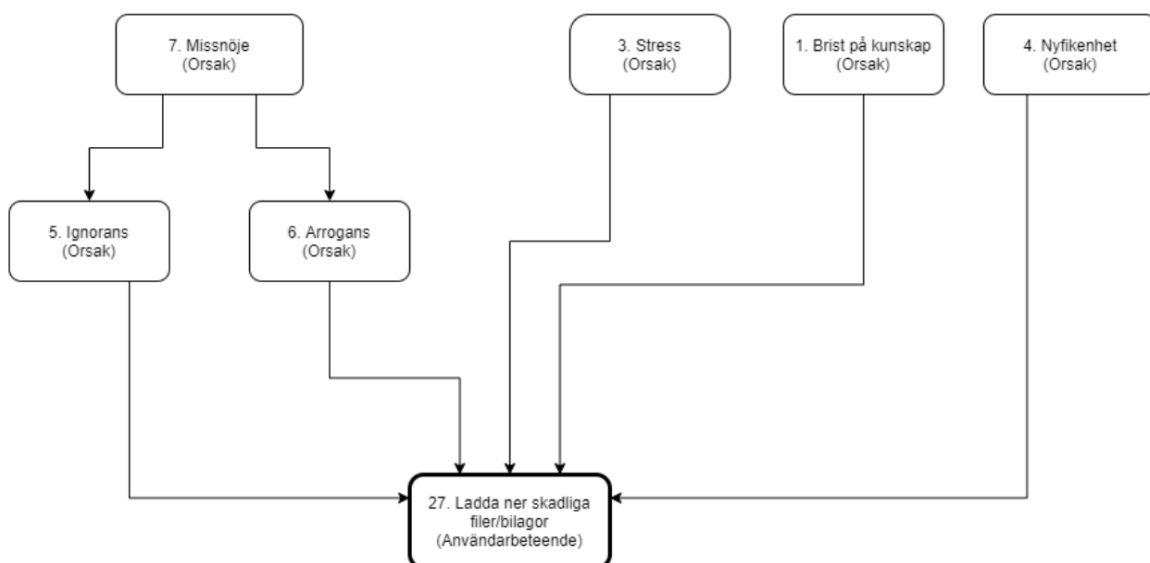 7. Missnöje
(Orsak)
3. Stress
(Orsak)
1. Brist på kunskap
(Orsak)
4. Nyfikenhet
(Orsak)
5. Ignorans
(Orsak)
6. Arrogans
(Orsak)
27. Ladda ner skadliga
filer/bilagor
(Användarbeteende)